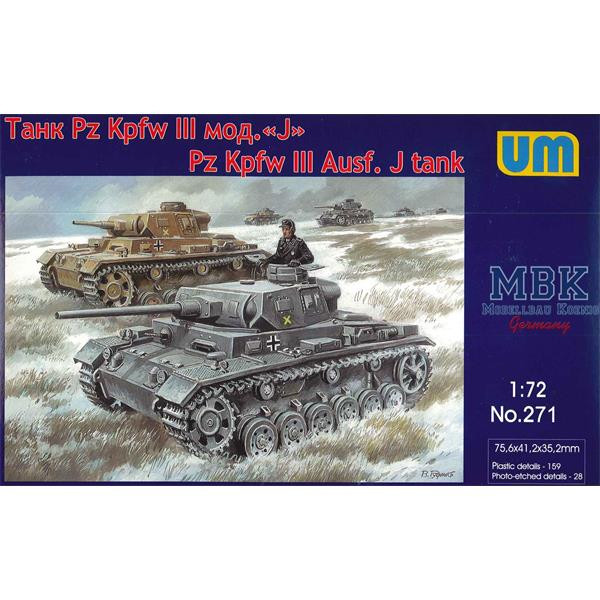 Танк Pz Kpfw III мод.«J»
Pz Kpfw III Ausf. J tank
um
MBK
Modellbau Koenig
Germany
1:72
No.271
75,6x41,2x35,2mm
Plastic details - 159
Photo-etched details - 28